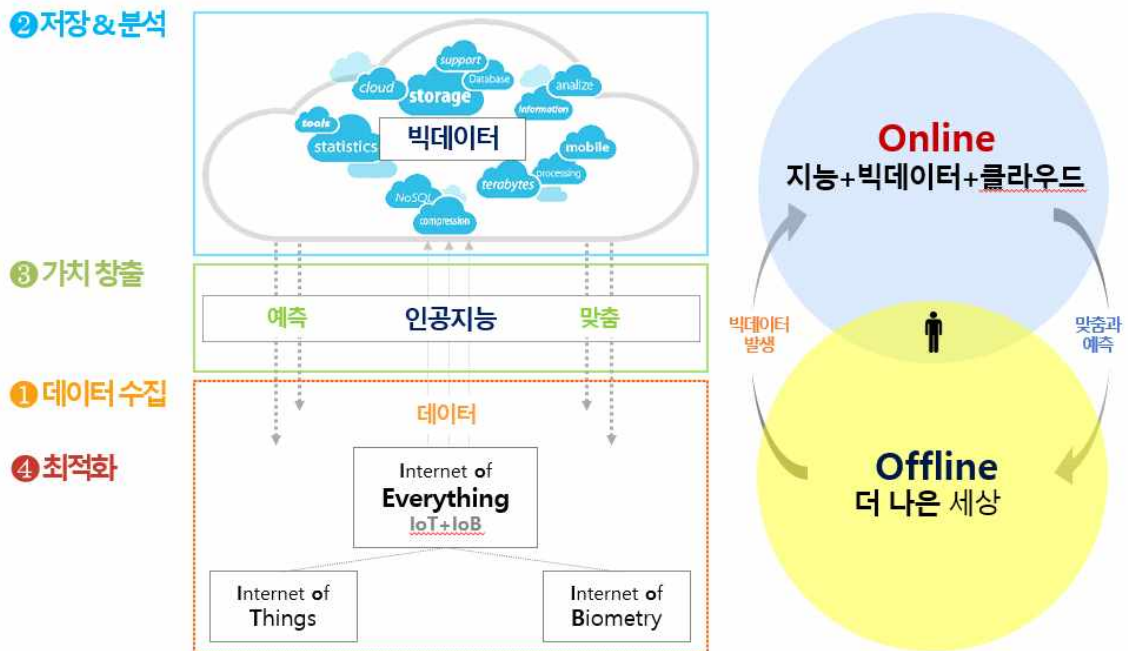 ❷ 저장 & 분석
support
cloud
Database
storage
analize
information
tools
statistics
빅데이터
mobile
processing
terabytes
NoSQL
compression
❸ 가치 창출
예측
인공지능
맞춤
❶ 데이터 수집
데이터
❹ 최적화
Internet of
Everything
IoT+IoB
Internet of
Things
Internet of
Biometry
Online
지능+빅데이터+클라우드
빅데이터
발생
맞춤과
예측
Offline
더 나은 세상